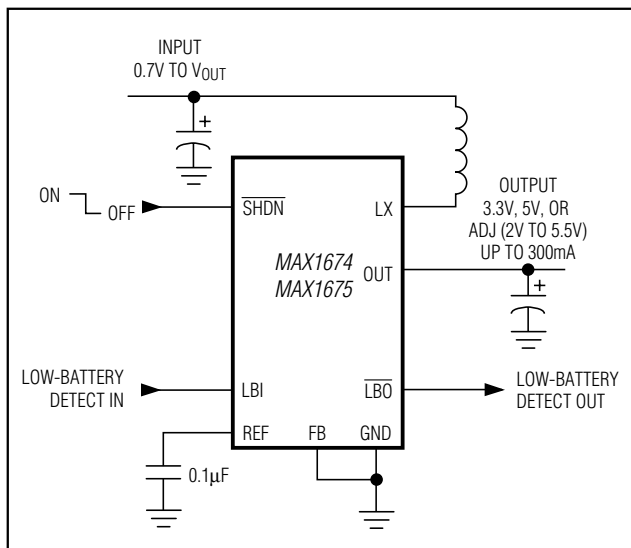 INPUT
0.7V TO VOUT
+
ON
OFF
SHDN
LX
OUTPUT
3.3V, 5V, OR
ADJ (2V TO 5.5V)
UP TO 300mA
MAX1674
MAX1675
OUT
+
LOW-BATTERY
DETECT IN
LBI
LBO
LOW-BATTERY
DETECT OUT
REF
FB
GND
0.1µF